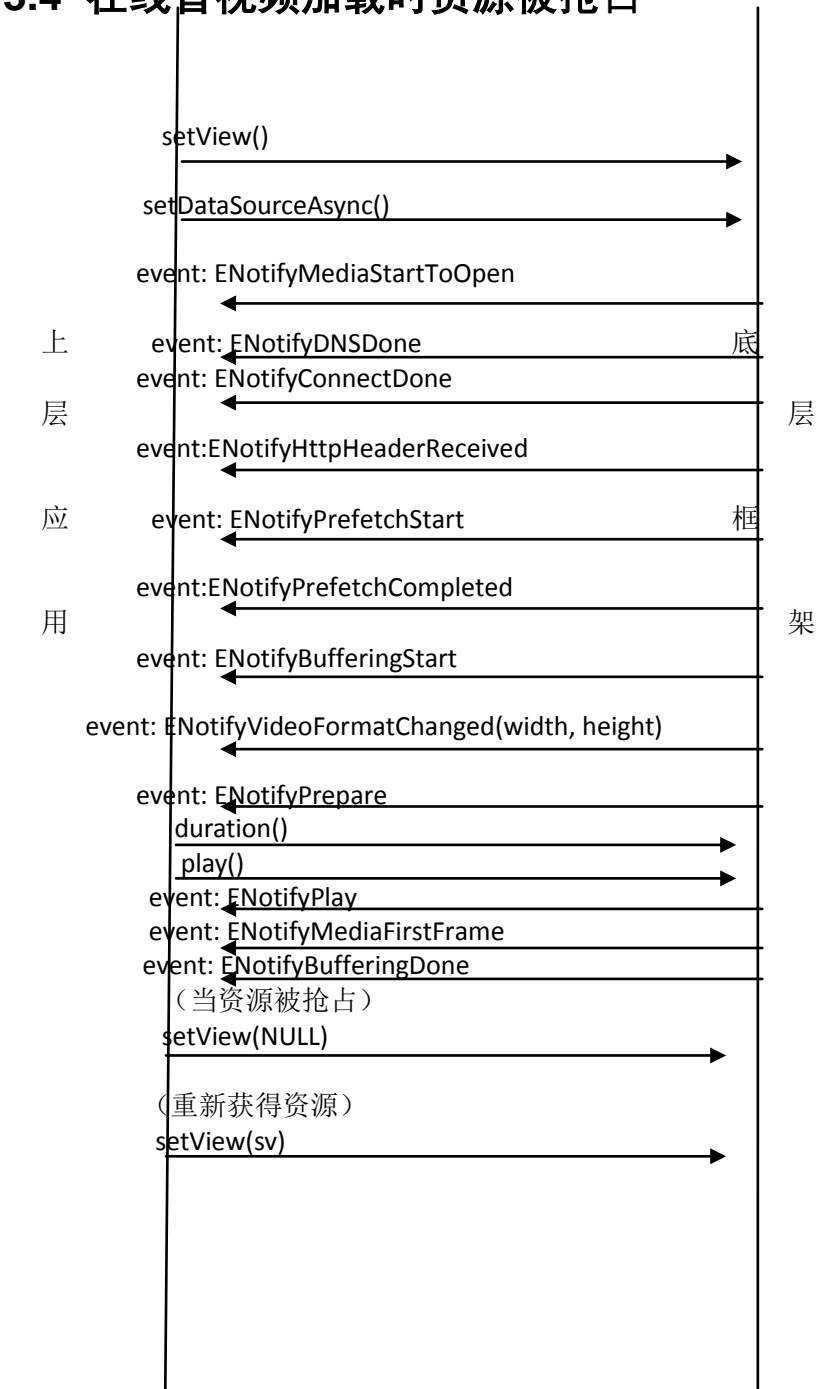 3.4 在线音视频加载时资源被抢占
setView()
setDataSourceAsync()
event: ENotifyMediaStartToOpen
event: ENotifyDNSDone
event: ENotifyConnectDone
event:ENotifyHttpHeaderReceived
event: ENotifyPrefetchStart
event:ENotifyPrefetchCompleted
event: ENotifyBufferingStart
event: ENotifyVideoFormatChanged(width, height)
event: ENotifyPrepare
duration()
play()
event: ENotifyPlay
event: ENotifyMediaFirstFrame
event: ENotifyBufferingDone
（当资源被抢占）
setView(NULL)
（重新获得资源）
setView(sv)
上层应用
底层框架